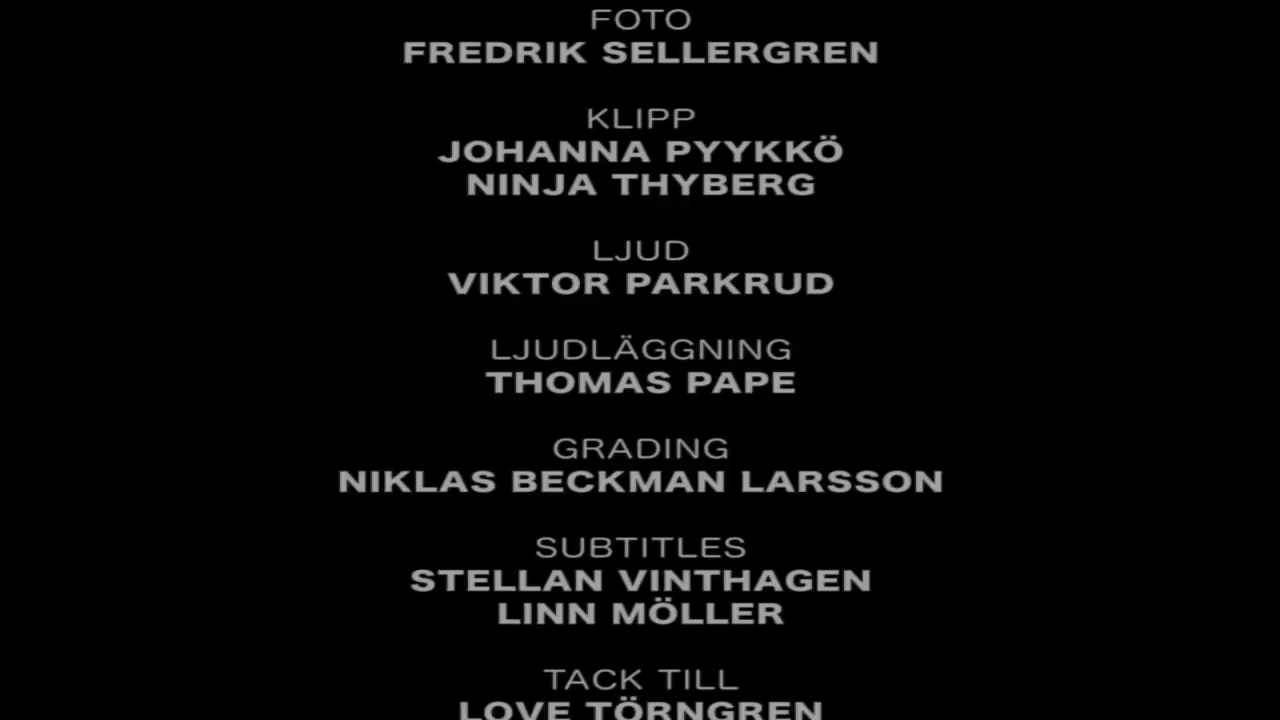 FOTO
FREDRIK SELLERGREN
KLIPP
JOHANNA PYYKKÖ
NINJA THYBERG
LJUD
VIKTOR PARKRUD
LJUDLÄGGNING
THOMAS PAPE
GRADING
NIKLAS BECKMAN LARSSON
SUBTITLES
STELLAN VINTHAGEN
LINN MÖLLER
TACK TILL
LOVE TÖRNGREN